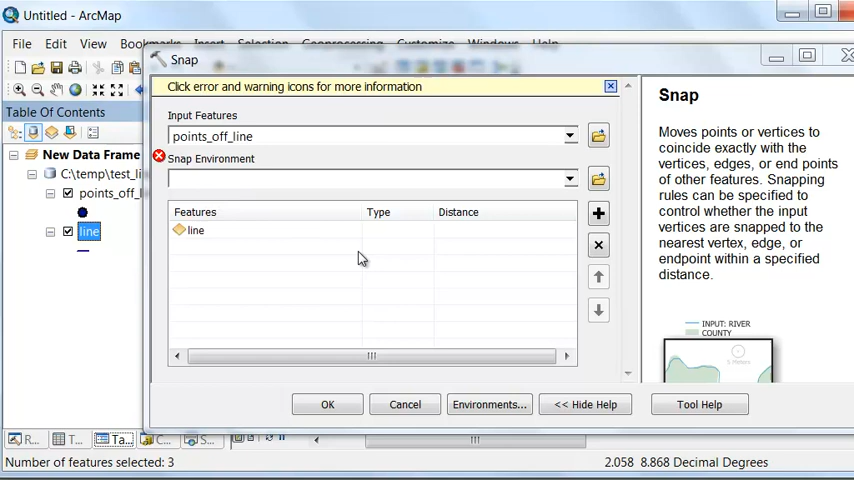 Untitled - ArcMap
File Edit View Bookmarks Insert Selection Geoprocessing Customize Windows Help
Snap
Click error and warning icons for more information
Input Features
points_off_line
Snap Environment
Features Type Distance
line
OK Cancel Environments... << Hide Help Tool Help
Snap
Moves points or vertices to
coincide exactly with the
vertices, edges, or end points
of other features. Snapping
rules can be specified to
control whether the input
vertices are snapped to the
nearest vertex, edge, or
endpoint within a specified
distance.
INPUT: RIVER
COUNTY
Table Of Contents
New Data Frame
C:\temp\test_li
points_off_l
line
R... T... Ta... C... S...
Number of features selected: 3
2.058 8.868 Decimal Degrees